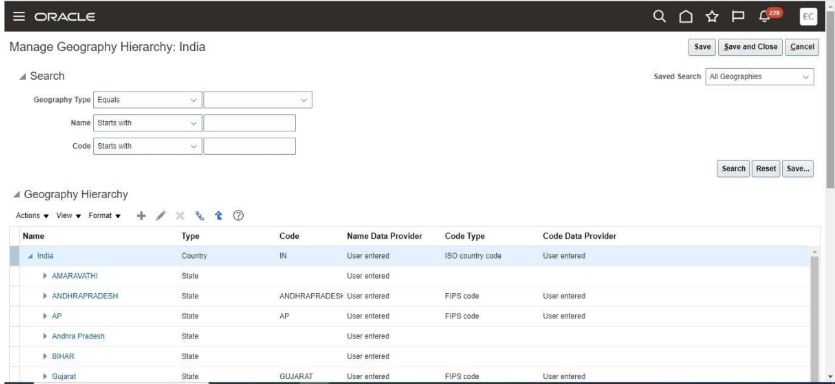 ORACLE
226
EC
Manage Geography Hierarchy: India
Save
Save and Close
Cancel
Search
Saved Search All Geographies
Geography Type Equals
Name Starts with
Code Starts with
Search
Reset
Save...
Geography Hierarchy
Actions View Format
Name Type Code Name Data Provider Code Type Code Data Provider
India Country IN User entered ISO country code User entered
AMARAVATHI State User entered
ANDHRAPRADESH State ANDHRAPRADESH User entered FIPS code User entered
AP State AP User entered FIPS code User entered
Andhra Pradesh State User entered
BIHAR State User entered
Gujarat State GUJARAT User entered FIPS code User entered